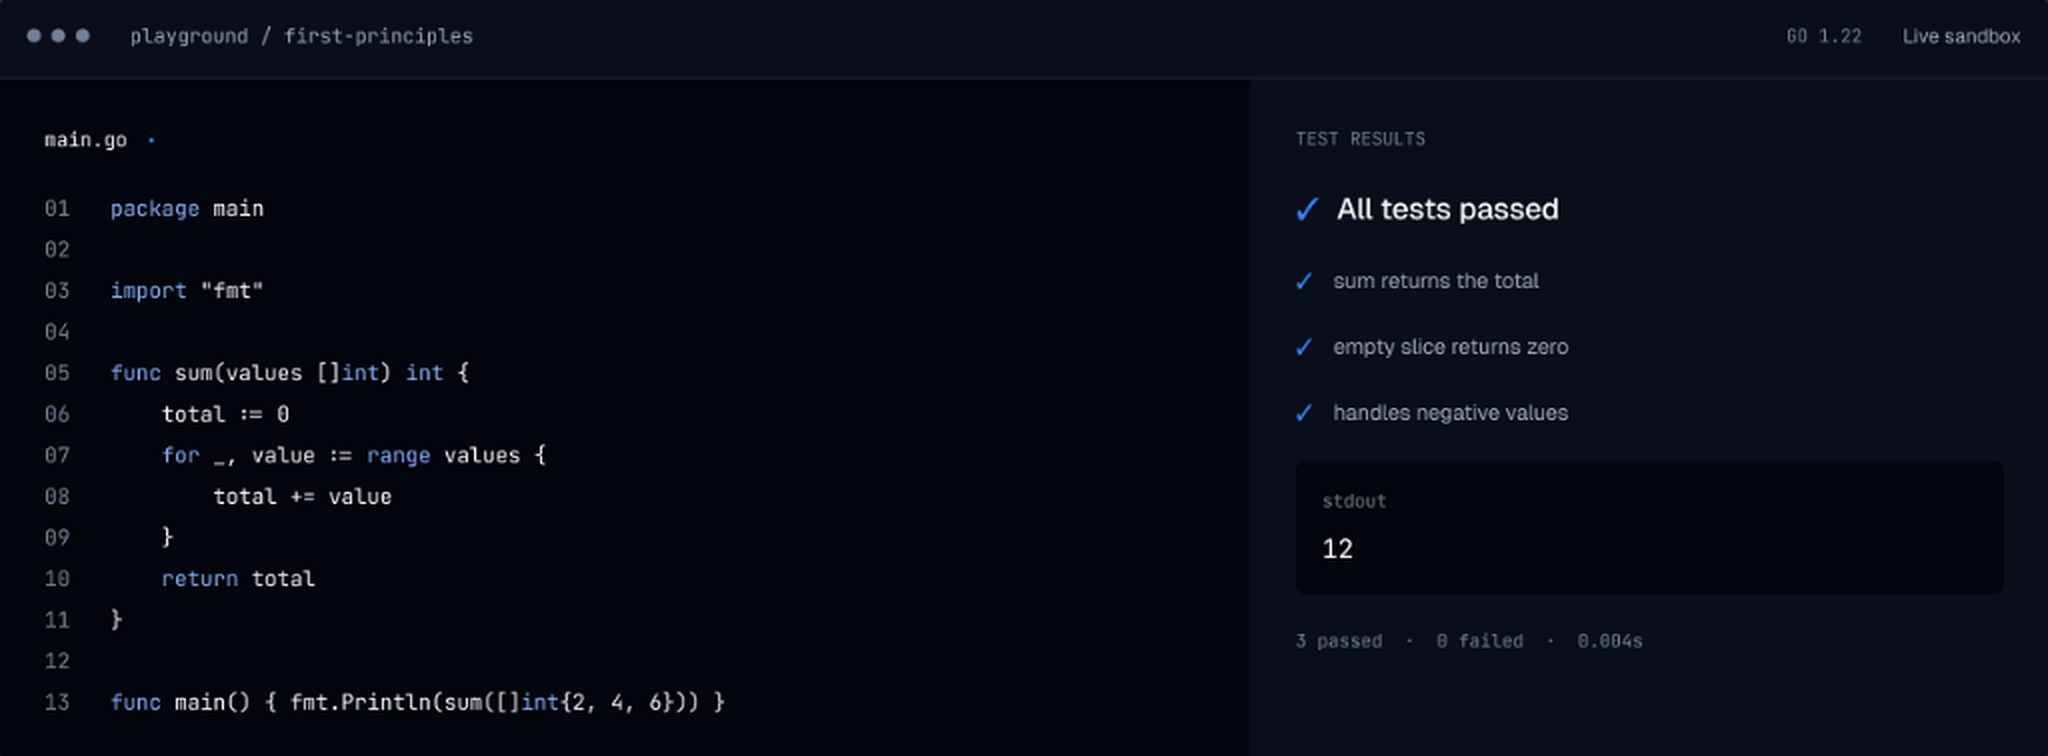 playground / first-principles
GO 1.22
Live sandbox
main.go
01 package main
02
03 import "fmt"
04
05 func sum(values []int) int {
06     total := 0
07     for _, value := range values {
08         total += value
09     }
10     return total
11 }
12
13 func main() { fmt.Println(sum([]int{2, 4, 6})) }
TEST RESULTS
✓ All tests passed
✓ sum returns the total
✓ empty slice returns zero
✓ handles negative values
stdout
12
3 passed · 0 failed · 0.004s